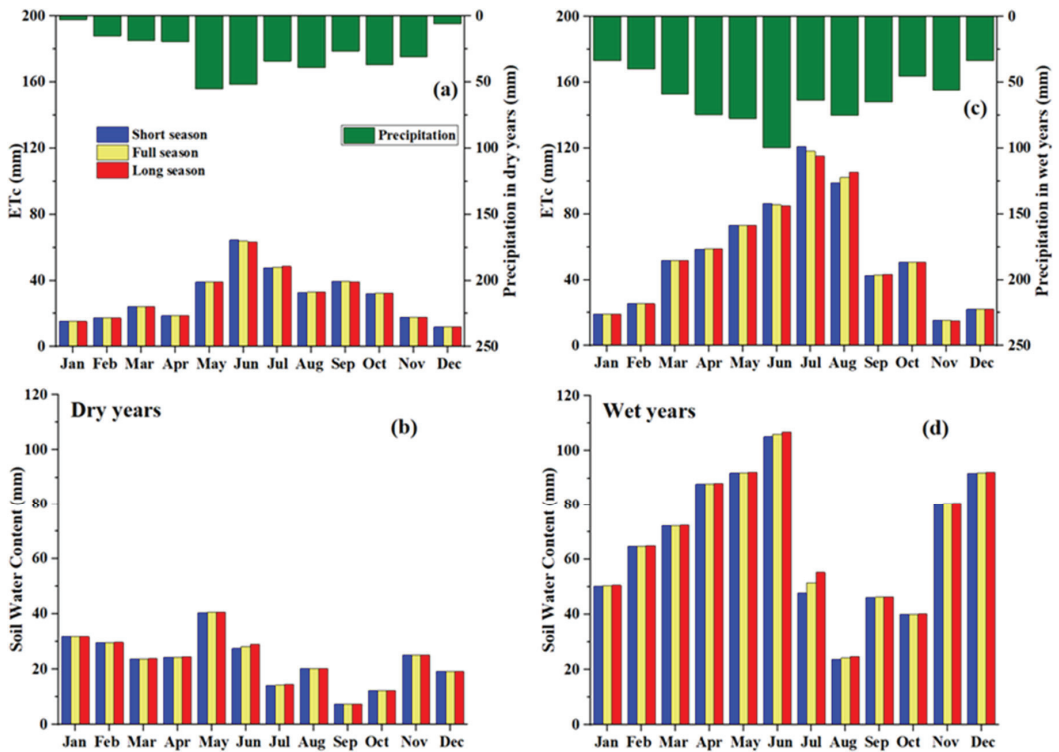 200
160
120
80
40
0
ETc (mm)
0
50
100
150
200
250
Precipitation in dry years (mm)
(a)
Short season
Full season
Long season
Precipitation
Jan Feb Mar Apr May Jun Jul Aug Sep Oct Nov Dec
200
160
120
80
40
0
ETc (mm)
0
50
100
150
200
250
Precipitation in wet years (mm)
(c)
Jan Feb Mar Apr May Jun Jul Aug Sep Oct Nov Dec
120
100
80
60
40
20
0
Soil Water Content (mm)
Dry years
(b)
Jan Feb Mar Apr May Jun Jul Aug Sep Oct Nov Dec
120
100
80
60
40
20
0
Soil Water Content (mm)
Wet years
(d)
Jan Feb Mar Apr May Jun Jul Aug Sep Oct Nov Dec